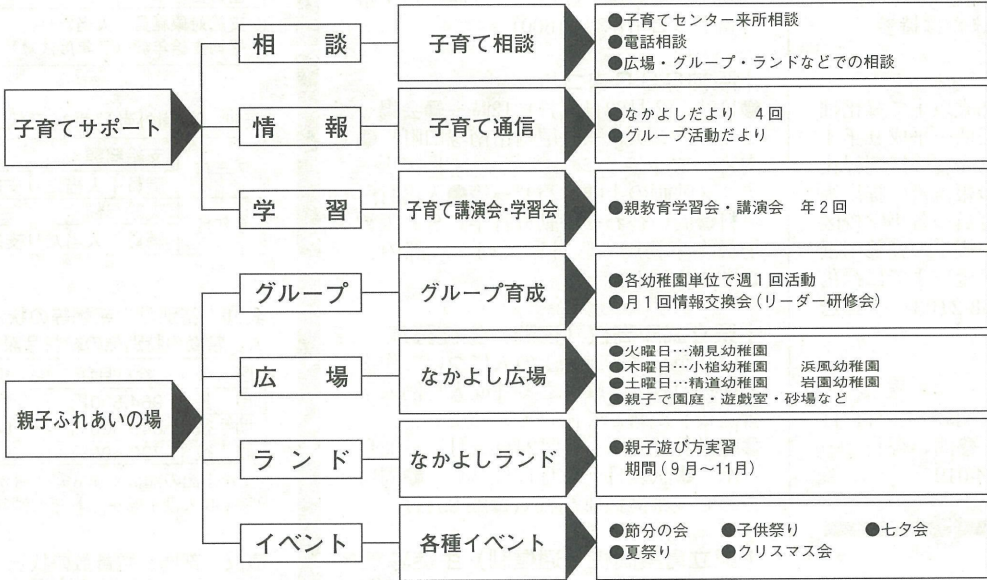 子育てサポート
相談
子育て相談
●子育てセンター来所相談
●電話相談
●広場・グループ・ランドなどでの相談
情報
子育て通信
●なかよしだより 4回
●グループ活動だより
学習
子育て講演会・学習会
●親教育学習会・講演会 年2回
親子ふれあいの場
グループ
グループ育成
●各幼稚園単位で週1回活動
●月1回情報交換会(リーダー研修会)
広場
なかよし広場
●火曜日…潮見幼稚園
●木曜日…小槌幼稚園 浜風幼稚園
●土曜日…精道幼稚園 岩園幼稚園
●親子で園庭・遊戯室・砂場など
ランド
なかよしランド
●親子遊び方実習
期間(9月～11月)
イベント
各種イベント
●節分の会 ●子供祭り ●七夕会
●夏祭り ●クリスマス会